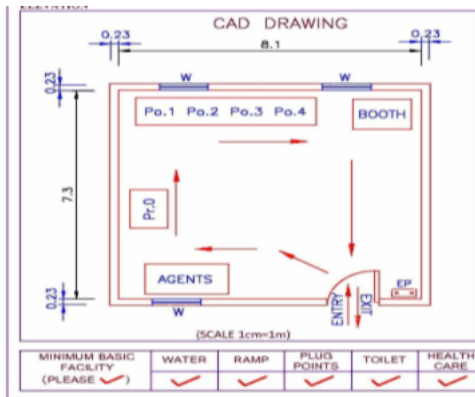 CAD DRAWING
0.23
8.1
0.23
W
W
0.23
Po.1 Po.2 Po.3 Po.4
BOOTH
7.3
Pr.O
AGENTS
EP
ENTRY
EXIT
0.23
W
(SCALE 1cm=1m)
MINIMUM BASIC
FACILITY
(PLEASE ✓)
WATER
RAMP
PLUG
POINTS
TOILET
HEALTH
CARE